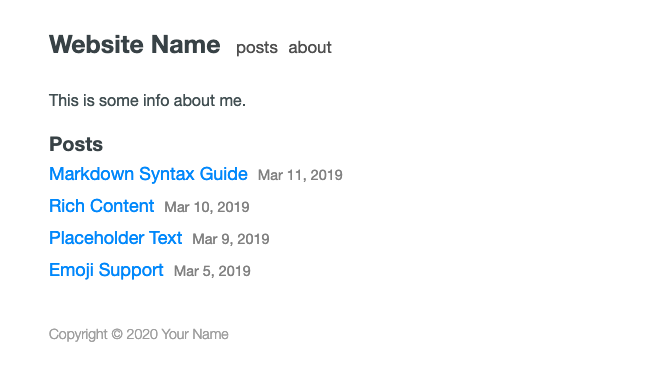 Website Name posts about
This is some info about me.
Posts
Markdown Syntax Guide Mar 11, 2019
Rich Content Mar 10, 2019
Placeholder Text Mar 9, 2019
Emoji Support Mar 5, 2019
Copyright © 2020 Your Name